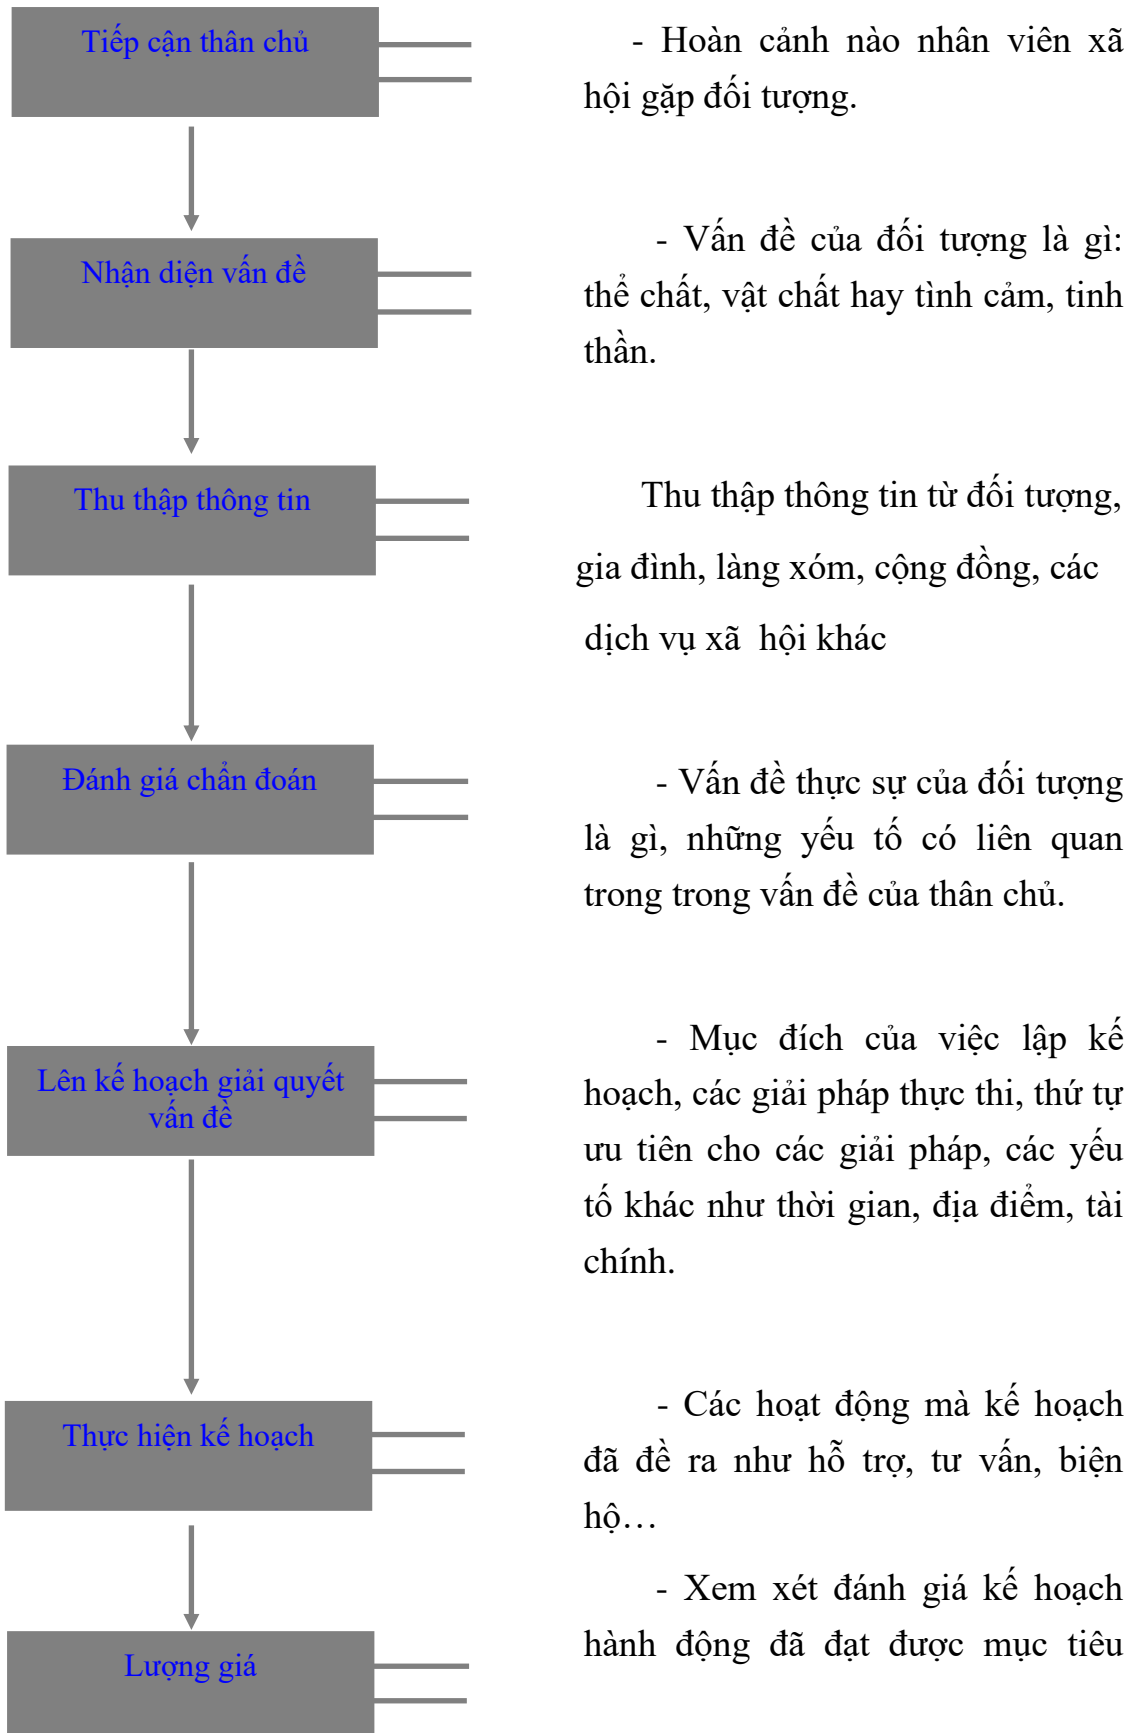 Tiếp cận thân chủ
- Hoàn cảnh nào nhân viên xã
hội gặp đối tượng.
Nhận diện vấn đề
- Vấn đề của đối tượng là gì:
thể chất, vật chất hay tình cảm, tinh
thần.
Thu thập thông tin
Thu thập thông tin từ đối tượng,
gia đình, làng xóm, cộng đồng, các
dịch vụ xã hội khác
Đánh giá chẩn đoán
- Vấn đề thực sự của đối tượng
là gì, những yếu tố có liên quan
trong trong vấn đề của thân chủ.
Lên kế hoạch giải quyết
vấn đề
- Mục đích của việc lập kế
hoạch, các giải pháp thực thi, thứ tự
ưu tiên cho các giải pháp, các yếu
tố khác như thời gian, địa điểm, tài
chính.
Thực hiện kế hoạch
- Các hoạt động mà kế hoạch
đã đề ra như hỗ trợ, tư vấn, biện
hộ…
Lượng giá
- Xem xét đánh giá kế hoạch
hành động đã đạt được mục tiêu